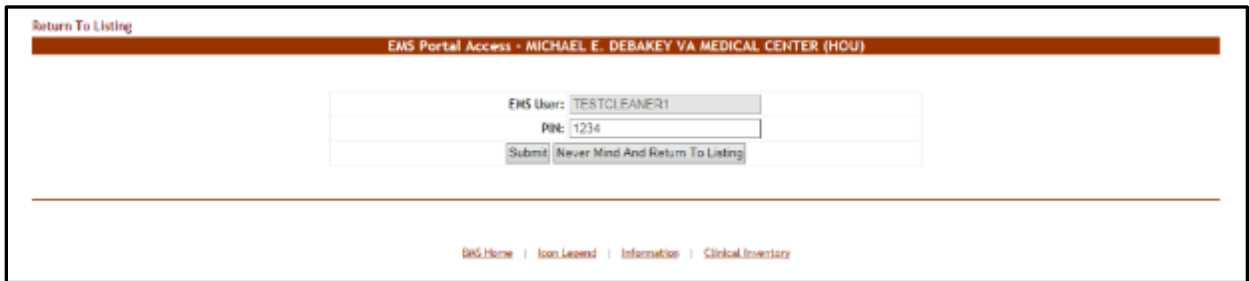 Return To Listing
EMS Portal Access - MICHAEL E. DEBAKEY VA MEDICAL CENTER (HOU)
EMS User: TESTCLEANER1
PIN: 1234
Submit Never Mind And Return To Listing
BMS Home | Icon Legend | Information | Clinical Inventory